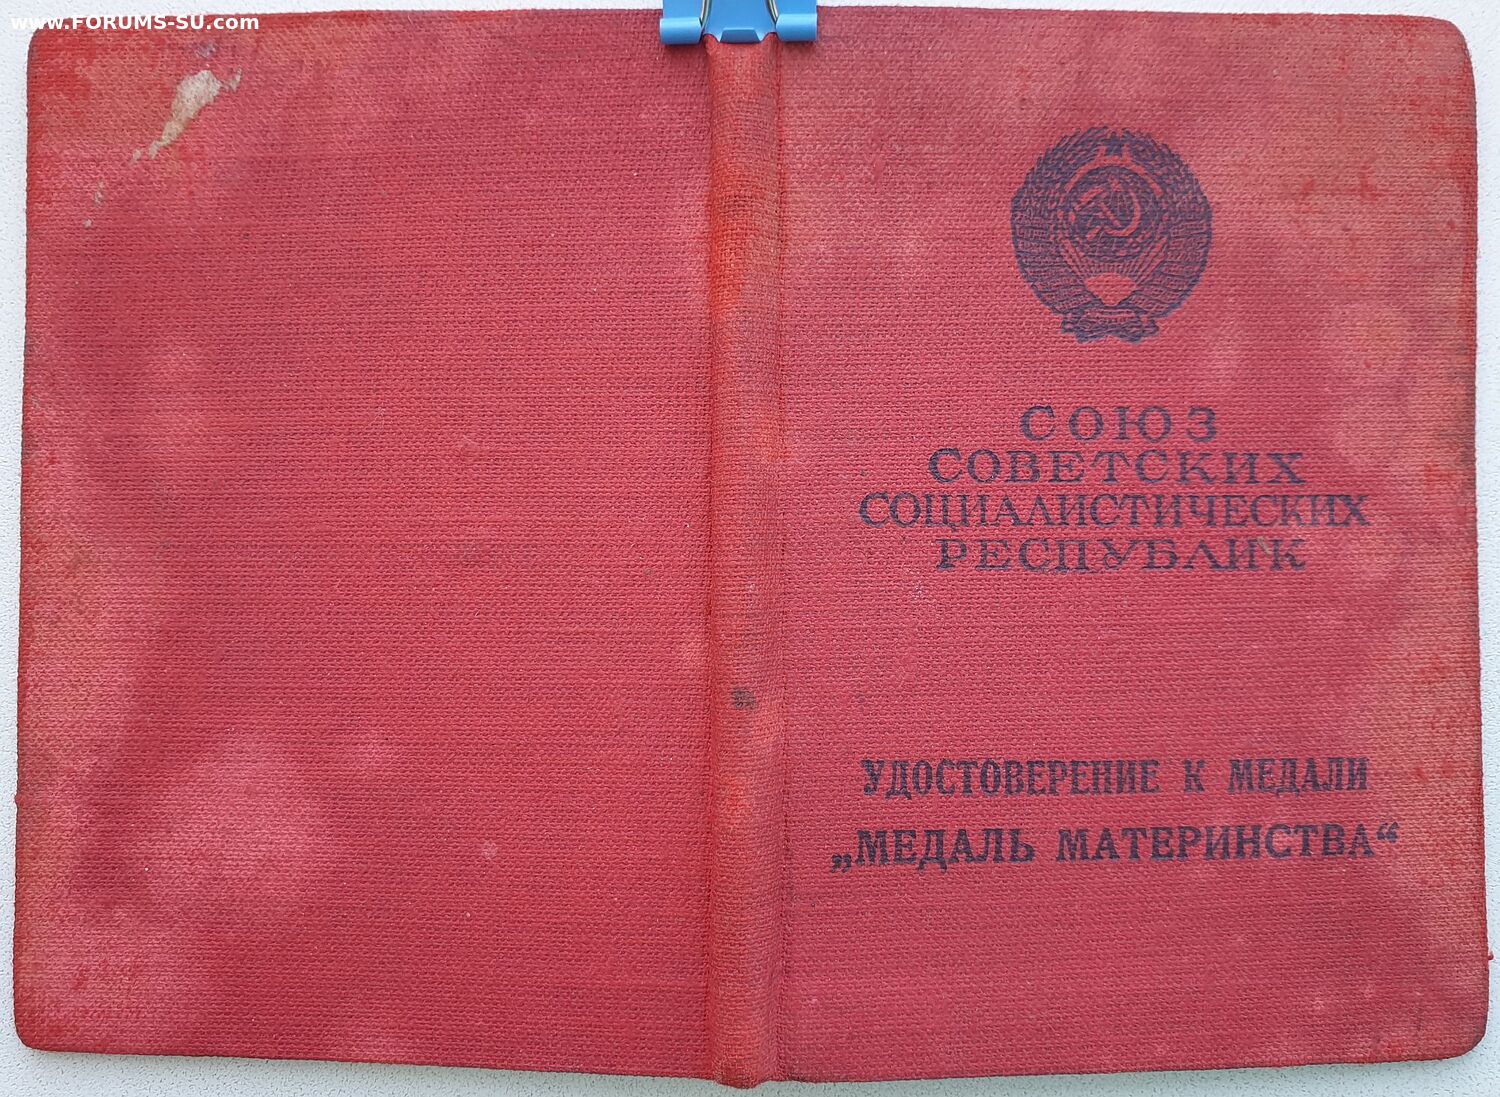 www.FORUMS-SU.com
СОЮЗ
СОВЕТСКИХ
СОЦИАЛИСТИЧЕСКИХ
РЕСПУБЛИК
УДОСТОВЕРЕНИЕ К МЕДАЛИ
„МЕДАЛЬ МАТЕРИНСТВА“